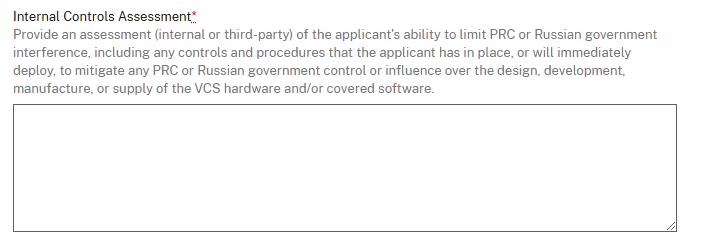 Internal Controls Assessment*
Provide an assessment (internal or third-party) of the applicant's ability to limit PRC or Russian government
interference, including any controls and procedures that the applicant has in place, or will immediately
deploy, to mitigate any PRC or Russian government control or influence over the design, development,
manufacture, or supply of the VCS hardware and/or covered software.